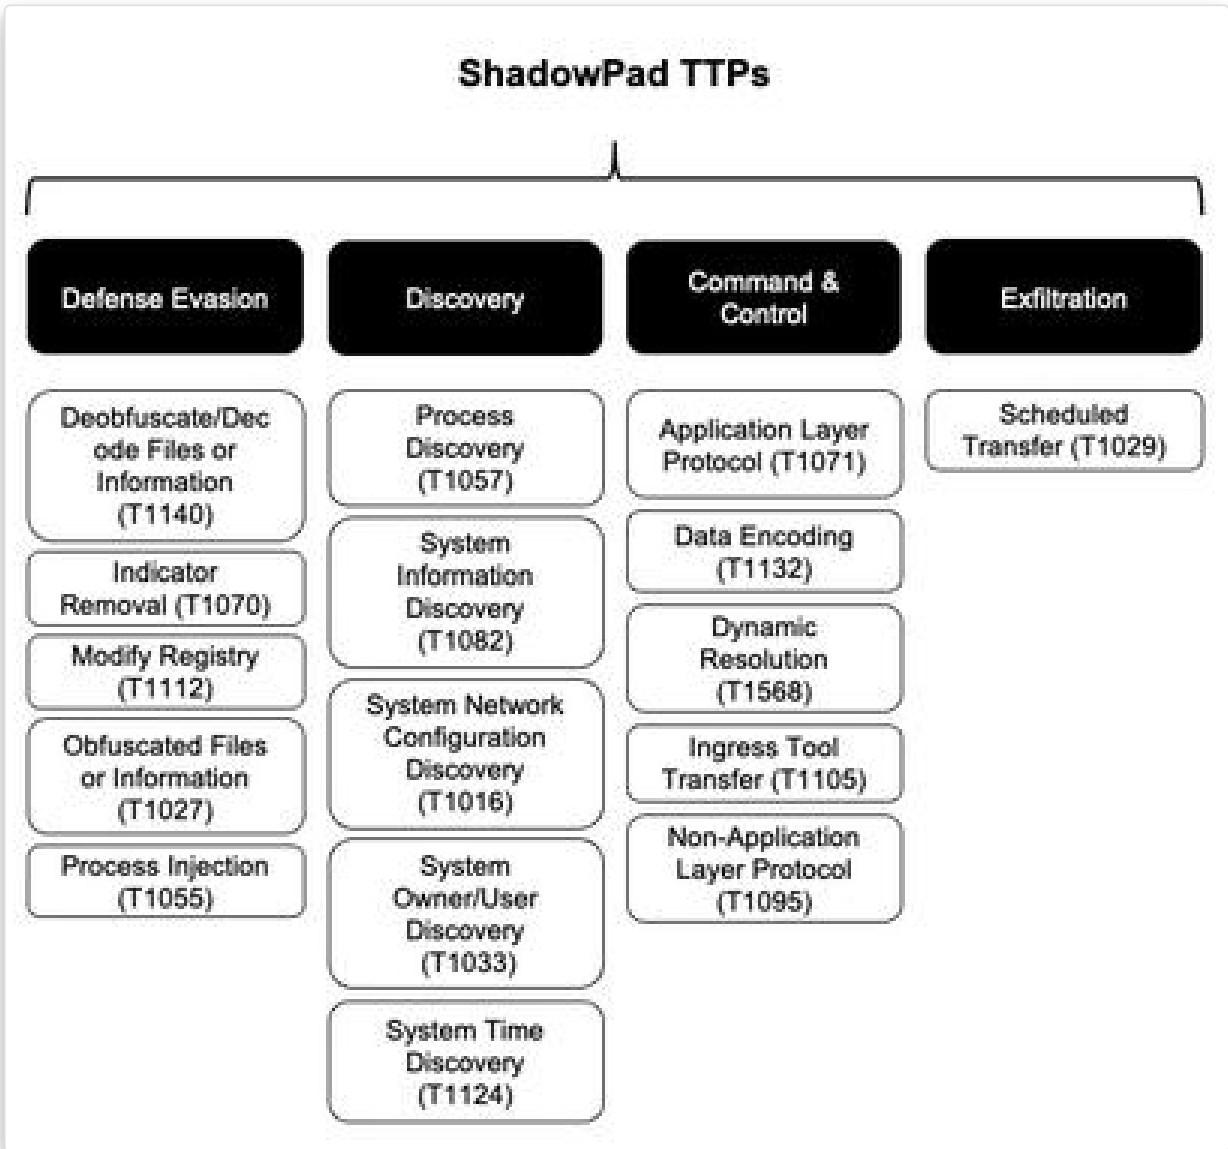 ShadowPad TTPs
Defense Evasion
Discovery
Command &
Control
Exfiltration
Deobfuscate/Dec
ode Files or
Information
(T1140)
Indicator
Removal (T1070)
Modify Registry
(T1112)
Obfuscated Files
or Information
(T1027)
Process Injection
(T1055)
Process
Discovery
(T1057)
System
Information
Discovery
(T1082)
System Network
Configuration
Discovery
(T1016)
System
Owner/User
Discovery
(T1033)
System Time
Discovery
(T1124)
Application Layer
Protocol (T1071)
Data Encoding
(T1132)
Dynamic
Resolution
(T1568)
Ingress Tool
Transfer (T1105)
Non-Application
Layer Protocol
(T1095)
Scheduled
Transfer (T1029)